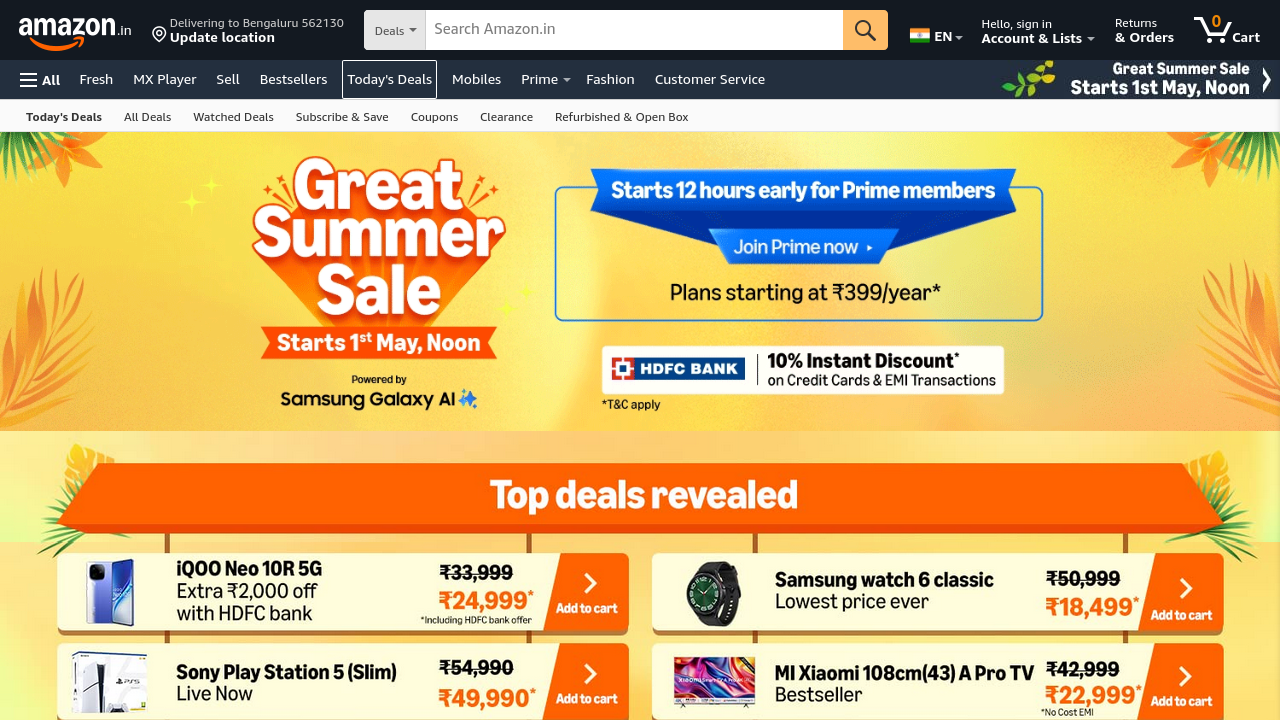 amazon.in
Delivering to Bengaluru 562130
Update location
Deals
Search Amazon.in
EN
Hello, sign in
Account & Lists
Returns
& Orders
0
Cart
All
Fresh
MX Player
Sell
Bestsellers
Today's Deals
Mobiles
Prime
Fashion
Customer Service
Great Summer Sale
Starts 1st May, Noon
Today's Deals
All Deals
Watched Deals
Subscribe & Save
Coupons
Clearance
Refurbished & Open Box
Great
Summer
Sale
Starts 1st May, Noon
Powered by
Samsung Galaxy AI
Starts 12 hours early for Prime members
Join Prime now
Plans starting at ₹399/year*
HDFC BANK
10% Instant Discount*
on Credit Cards & EMI Transactions
*T&C apply
Top deals revealed
iQOO Neo 10R 5G
Extra ₹2,000 off
with HDFC bank
₹33,999
₹24,999*
*Including HDFC bank offer
Add to cart
Samsung watch 6 classic
Lowest price ever
₹50,999
₹18,499*
Add to cart
Sony Play Station 5 (Slim)
Live Now
₹54,990
₹49,990*
Add to cart
MI Xiaomi 108cm(43) A Pro TV
Bestseller
₹42,999
₹22,999*
*No Cost EMI
Add to cart